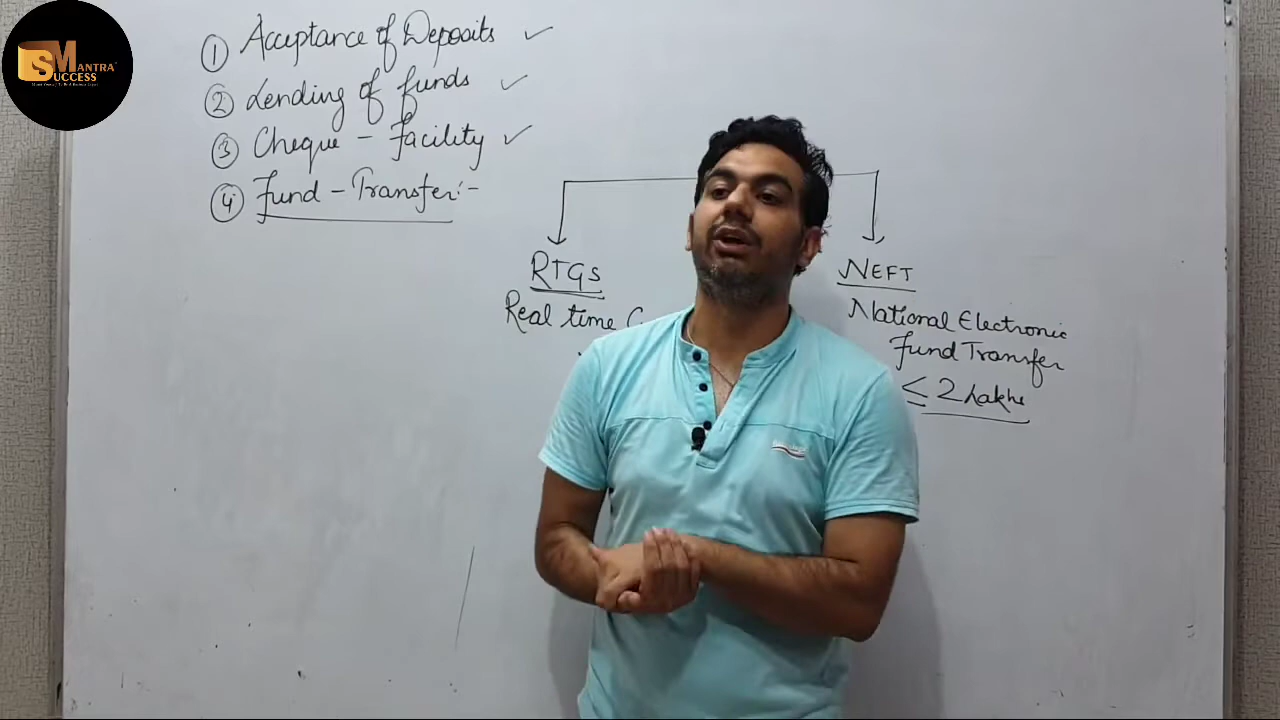 SMANTRA
SUCCESS
① Acceptance of Deposits ✓
② Lending of funds ✓
③ Cheque - Facility ✓
④ Fund - Transfer:-
RTGS
Real time
NEFT
National Electronic
Fund Transfer
≤ 2 Lakhs